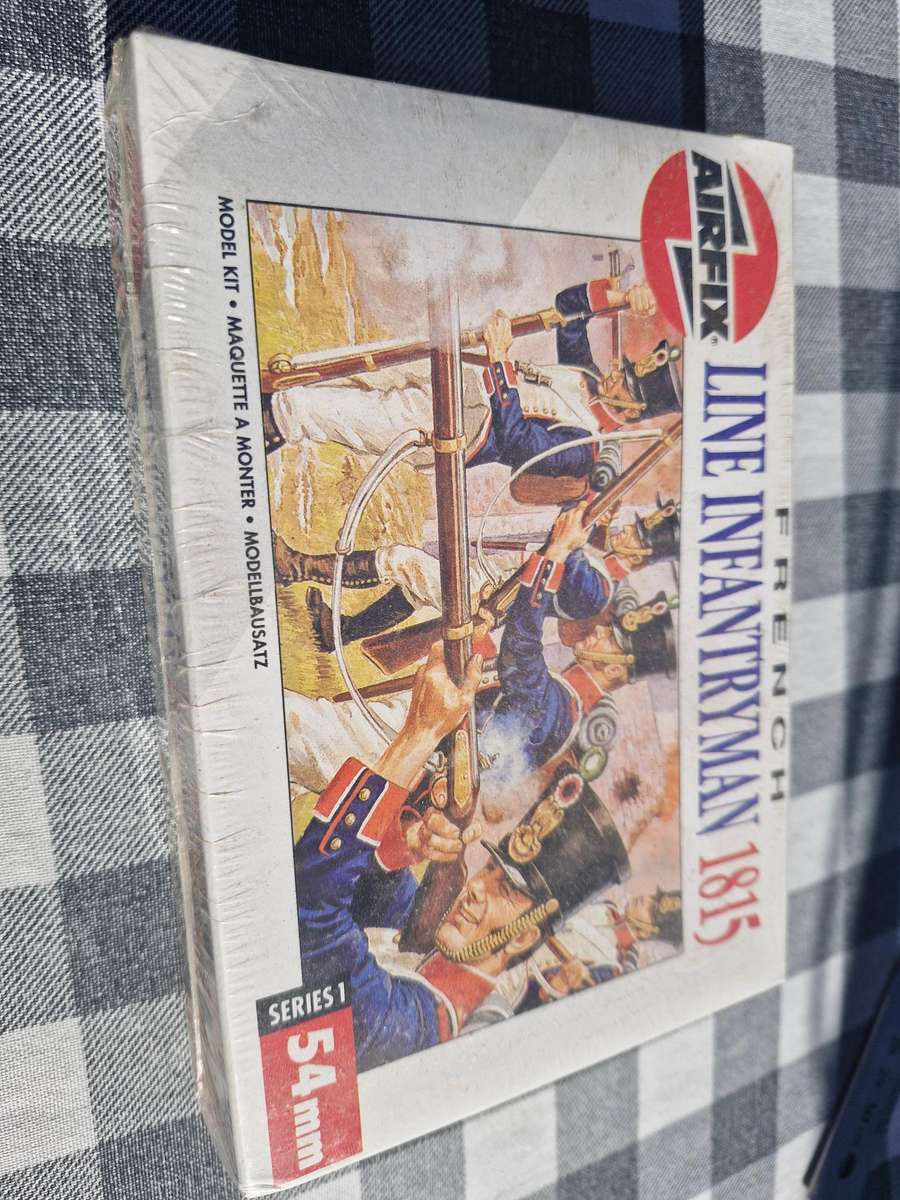 AIRFIX®
FRENCH
LINE INFANTRYMAN 1815
MODEL KIT • MAQUETTE A MONTER • MODELLBAUSATZ
SERIES 1
54mm